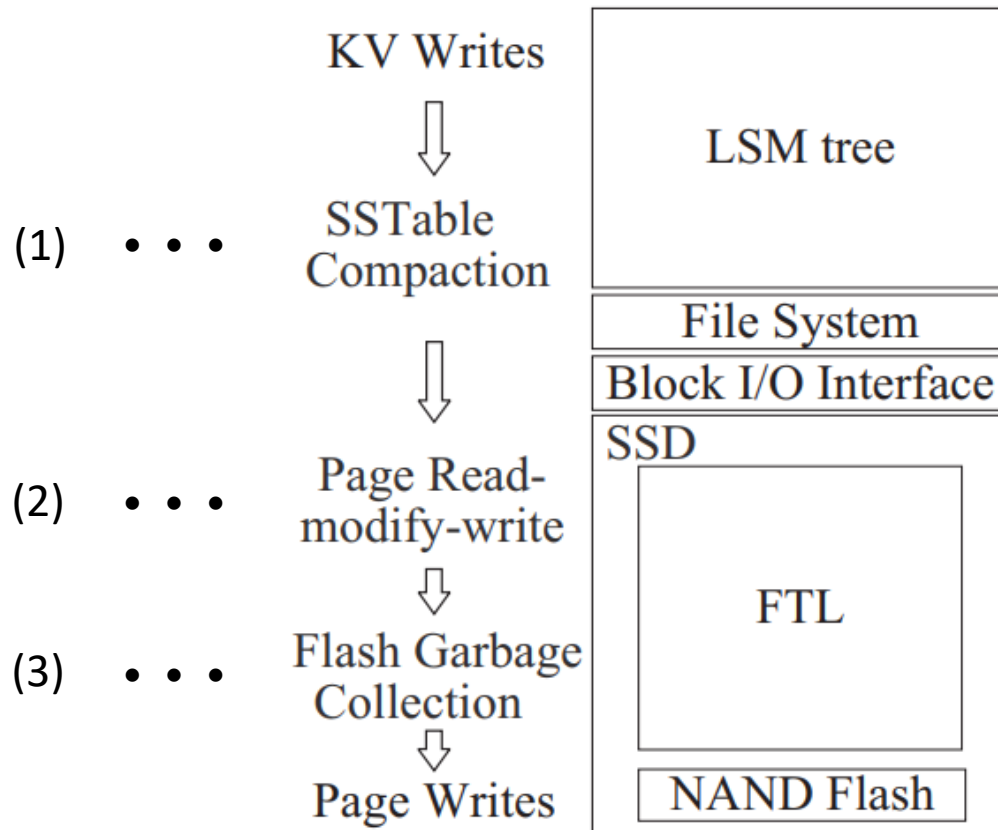 KV Writes
LSM tree
(1) • • • SSTable
Compaction
File System
Block I/O Interface
SSD
(2) • • • Page Read-
modify-write
FTL
(3) • • • Flash Garbage
Collection
Page Writes
NAND Flash